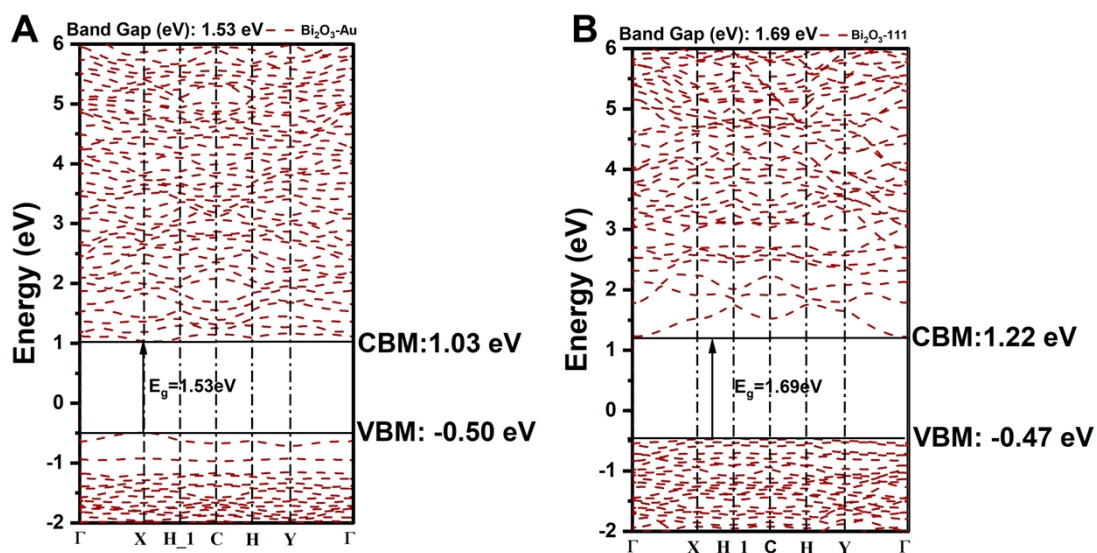 A
Band Gap (eV): 1.53 eV -- Bi₂O₃-Au
6
5
4
3
2
1
0
-1
-2
Energy (eV)
CBM:1.03 eV
E_g=1.53eV
VBM: -0.50 eV
Γ X H_1 C H Y Γ
B
Band Gap (eV): 1.69 eV -- Bi₂O₃-111
6
5
4
3
2
1
0
-1
-2
Energy (eV)
CBM:1.22 eV
E_g=1.69eV
VBM: -0.47 eV
Γ X H 1 C H Y Γ